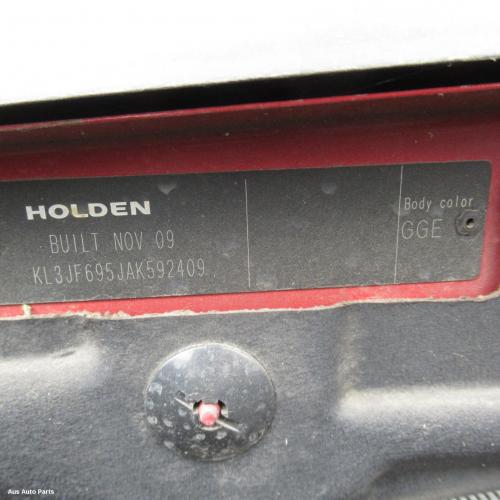 HOLDEN
BUILT NOV 09
KL3JF695JAK592409
Body color
GGE
Aus Auto Parts